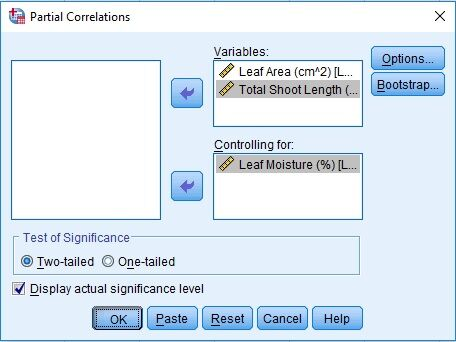 Partial Correlations
Variables:
Leaf Area (cm^2) [L...
Total Shoot Length (...
Options...
Bootstrap...
Controlling for:
Leaf Moisture (%) [L...
Test of Significance
Two-tailed
One-tailed
Display actual significance level
OK
Paste
Reset
Cancel
Help